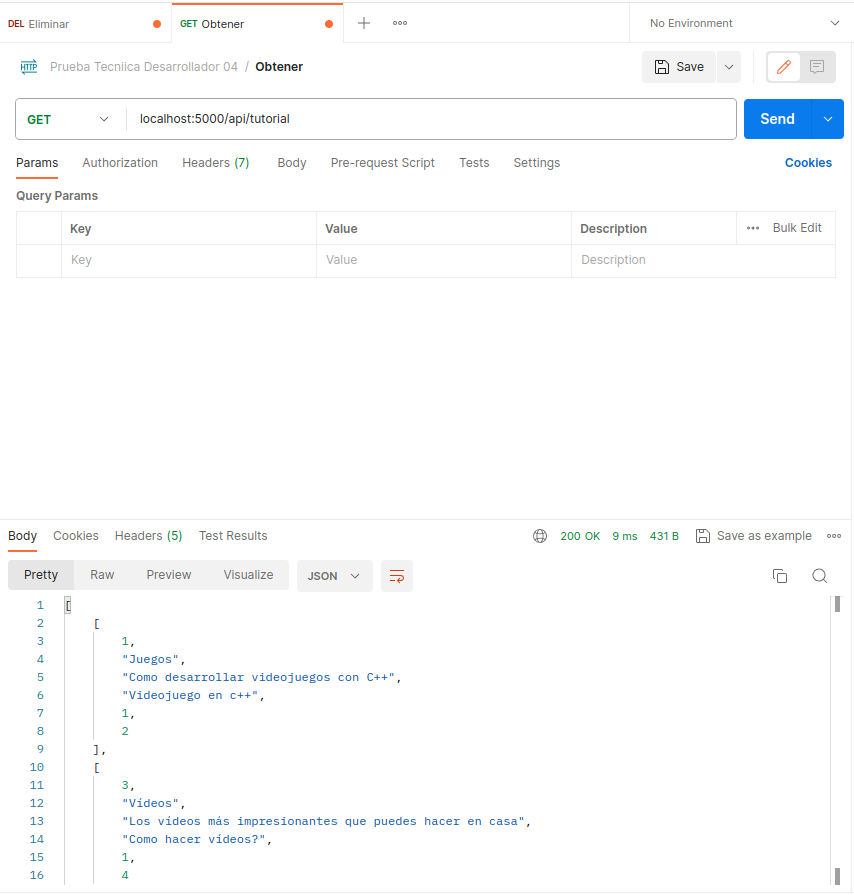 DEL Eliminar
GET Obtener
No Environment
HTTP Prueba Tecniica Desarrollador 04 / Obtener
Save
GET localhost:5000/api/tutorial Send
Params Authorization Headers (7) Body Pre-request Script Tests Settings Cookies
Query Params
Key Value Description Bulk Edit
Key Value Description
Body Cookies Headers (5) Test Results 200 OK 9 ms 431 B Save as example
Pretty Raw Preview Visualize JSON
1 [
2 [
3 1,
4 "Juegos",
5 "Como desarrollar videojuegos con C++",
6 "Videojuego en c++",
7 1,
8 2
9 ],
10 [
11 3,
12 "Vídeos",
13 "Los vídeos más impresionantes que puedes hacer en casa",
14 "Como hacer vídeos?",
15 1,
16 4